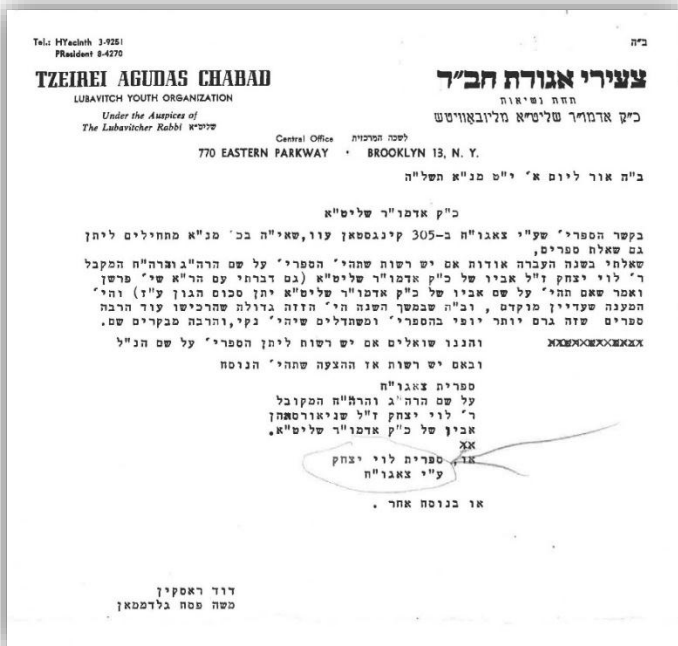 ב״ה
Tel.: HYacinth 3-9251
PResident 8-4270
TZEIREI AGUDAS CHABAD
LUBAVITCH YOUTH ORGANIZATION
Under the Auspices of
The Lubavitcher Rabbi שליט״א
צעירי אגודת חב״ד
תחת נשיאות
כ״ק אדמו״ר שליט״א מליובאוויטש
Central Office לשכה המרכזית
770 EASTERN PARKWAY · BROOKLYN 13, N. Y.
ב"ה אור ליום א׳ י"ט מנ"א תשל"ה
כ"ק אדמו"ר שליט"א
בקשר הספרי׳ שע"י צאגו"ח ב-305 קינגסטאן עוו,שאי"ה בכ׳ מנ"א מתחילים ליתן
גם שאלת ספרים,
שאלתי בשנה העברה אודות אם יש רשות שתהי׳ הספרי׳ על שם הרה"ג והרה"ח המקבל
ר׳ לוי יצחק ז"ל אביו של כ"ק אדמו"ר שליט"א (גם דברתי עם הר"א שי׳ פרשן
ואמר שאם תהי׳ על שם אביו של כ"ק אדמו"ר שליט"א יתן סכום הגון ע"ז) והי׳
המענה שעדיין מוקדם , וב"ה שבמשך השנה הי׳ הזזה גדולה שהרכישו עוד הרבה
ספרים שזה גרם יותר יופי בהספרי׳ ומשתדלים שיהי׳ נקי,והרבה מבקרים שם.
והננו שואלים אם יש רשות ליתן הספרי׳ על שם הנ"ל
ובאם יש רשות אז ההצעה שתהי׳ הנוסח
ספרית צאגו"ח
על שם הרה"ג והרה"ח המקובל
ר׳ לוי יצחק ז"ל שניאורסאהן
אביו של כ"ק אדמו"ר שליט"א.
או, ספרית לוי יצחק
ע"י צאגו"ח
או בנוסח אחר .
דוד ראסקין
משה פסח גלדממאן